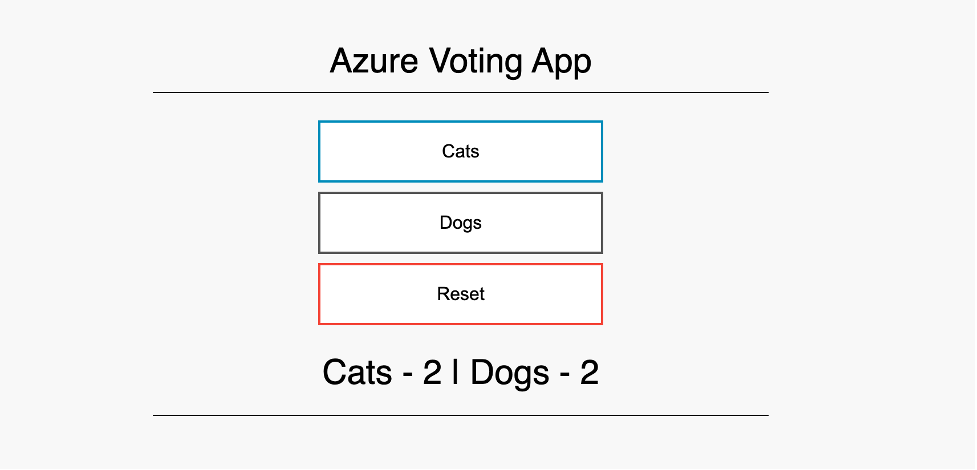 Azure Voting App
Cats
Dogs
Reset
Cats - 2 | Dogs - 2